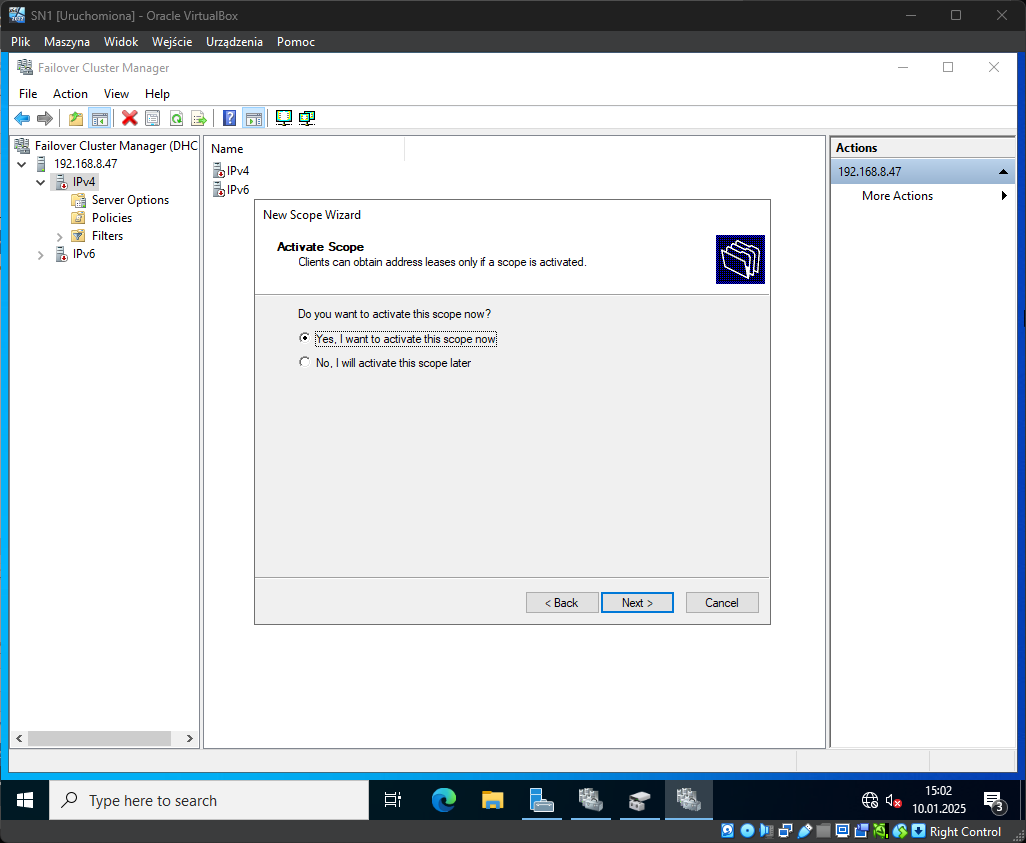 SN1 [Uruchomiona] - Oracle VirtualBox
Plik Maszyna Widok Wejście Urządzenia Pomoc
Failover Cluster Manager
File Action View Help
Failover Cluster Manager (DHC
192.168.8.47
IPv4
Server Options
Policies
Filters
IPv6
Name
IPv4
IPv6
New Scope Wizard
Activate Scope
Clients can obtain address leases only if a scope is activated.
Do you want to activate this scope now?
Yes, I want to activate this scope now
No, I will activate this scope later
< Back Next > Cancel
Actions
192.168.8.47
More Actions
Type here to search
15:02
10.01.2025
3
Right Control